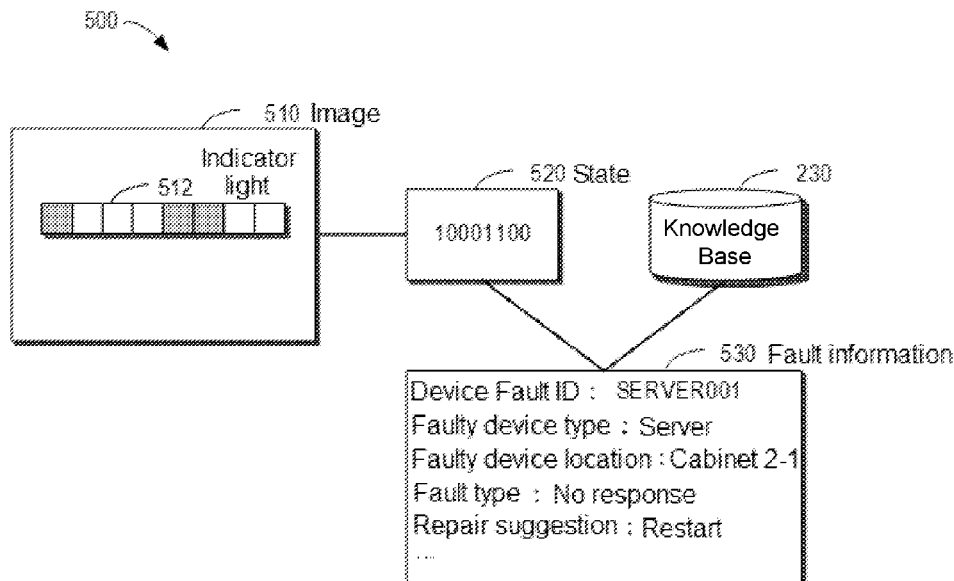 500
510 Image
Indicator
light
512
520 State
10001100
230
Knowledge
Base
530 Fault information
Device Fault ID : SERVER001
Faulty device type : Server
Faulty device location : Cabinet 2-1
Fault type : No response
Repair suggestion : Restart
...